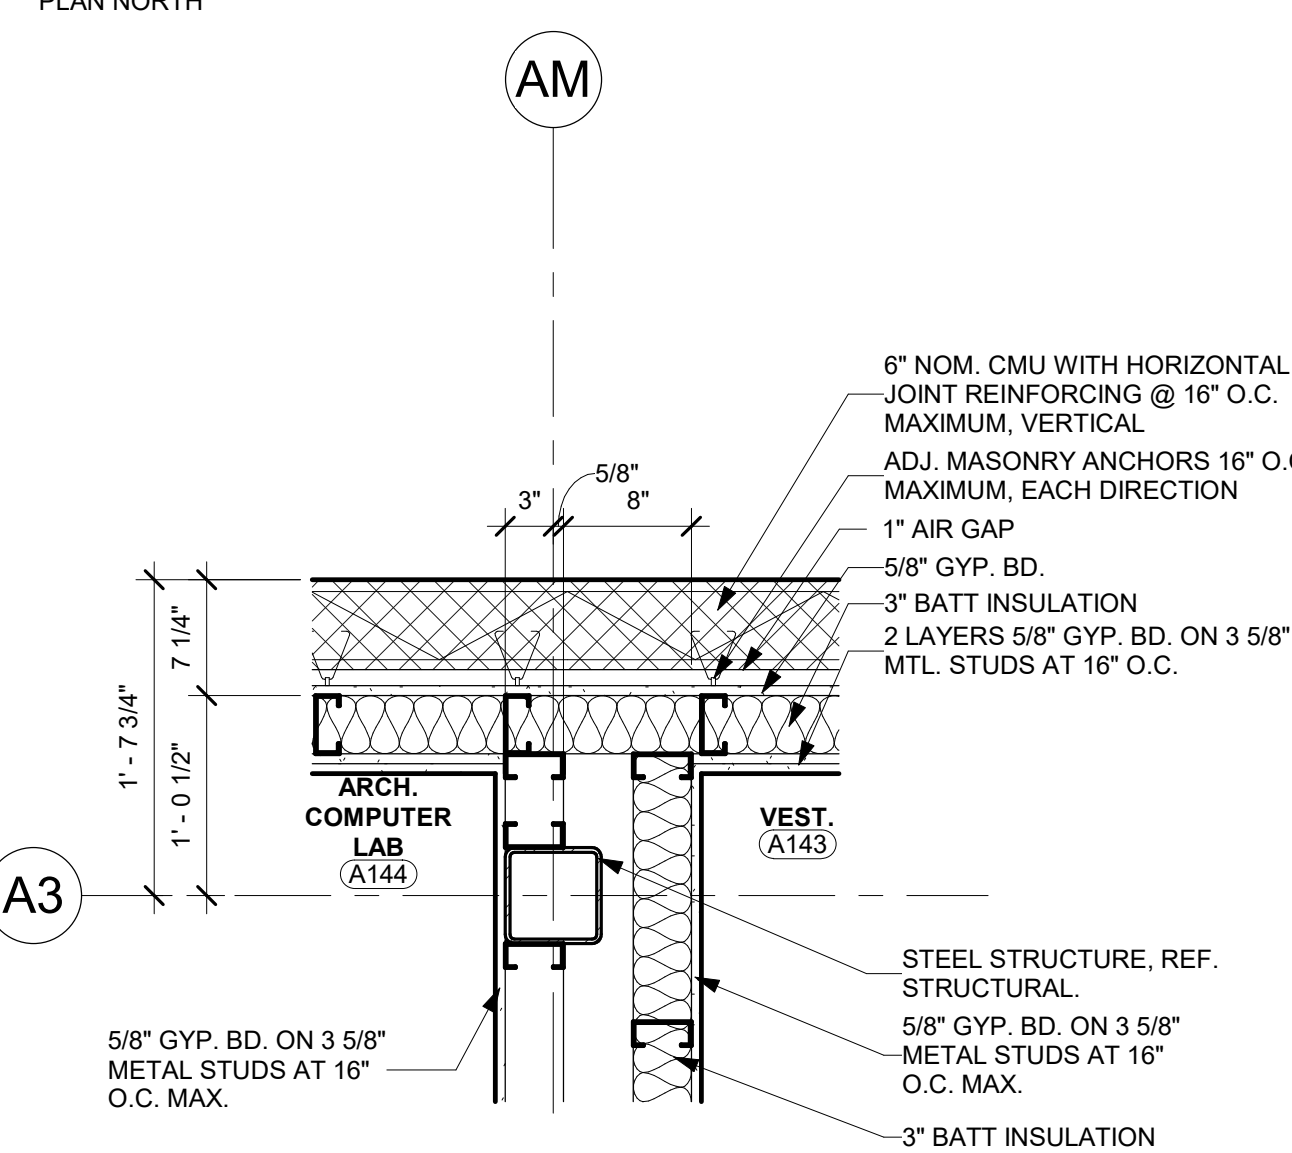 PLAN NORTH
AM
6" NOM. CMU WITH HORIZONTAL
JOINT REINFORCING @ 16" O.C.
MAXIMUM, VERTICAL
ADJ. MASONRY ANCHORS 16" O.C
MAXIMUM, EACH DIRECTION
1" AIR GAP
5/8" GYP. BD.
3" BATT INSULATION
2 LAYERS 5/8" GYP. BD. ON 3 5/8"
MTL. STUDS AT 16" O.C.
5/8"
3"
8"
7 1/4"
1' - 7 3/4"
1' - 0 1/2"
ARCH.
COMPUTER
LAB
A144
VEST.
A143
A3
STEEL STRUCTURE, REF.
STRUCTURAL.
5/8" GYP. BD. ON 3 5/8"
METAL STUDS AT 16"
O.C. MAX.
5/8" GYP. BD. ON 3 5/8"
METAL STUDS AT 16"
O.C. MAX.
3" BATT INSULATION